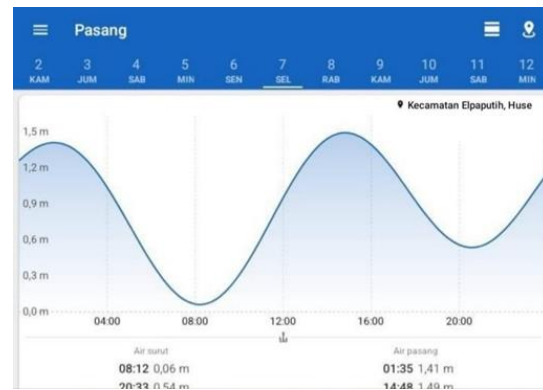 Pasang
2 3 4 5 6 7 8 9 10 11 12
KAM JUM SAB MIN SEN SEL RAB KAM JUM SAB MIN
Kecamatan Elpaputih, Huse
1,5 m
1,2 m
0,9 m
0,6 m
0,3 m
0,0 m
04:00 08:00 12:00 16:00 20:00
Air surut Air pasang
08:12 0,06 m 01:35 1,41 m
20:33 0,54 m 14:48 1,49 m